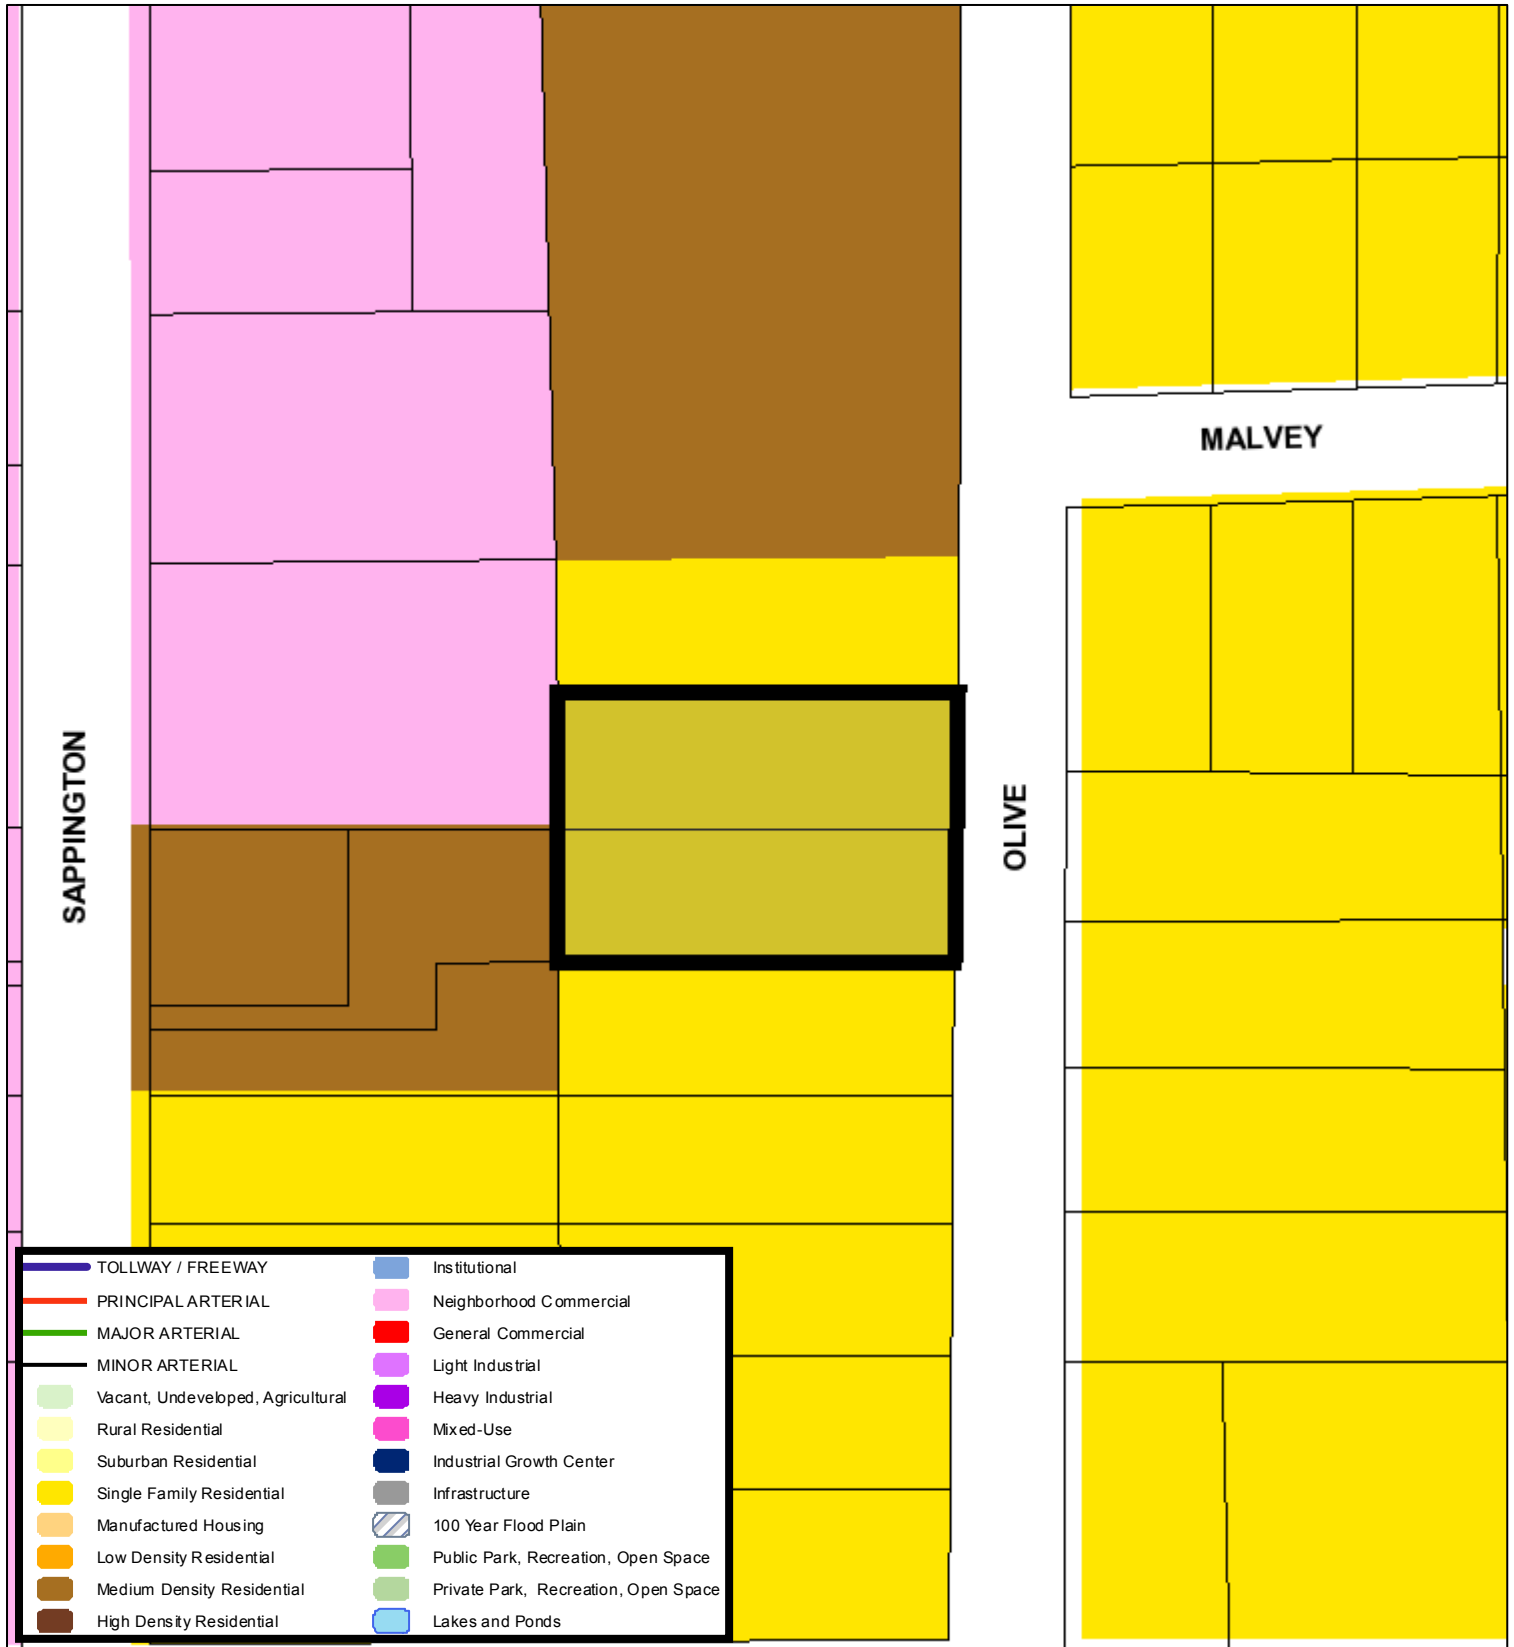 MALVEY
SAPPINGTON
OLIVE
TOLLWAY / FREEWAY
PRINCIPAL ARTERIAL
MAJOR ARTERIAL
MINOR ARTERIAL
Vacant, Undeveloped, Agricultural
Rural Residential
Suburban Residential
Single Family Residential
Manufactured Housing
Low Density Residential
Medium Density Residential
High Density Residential
Institutional
Neighborhood Commercial
General Commercial
Light Industrial
Heavy Industrial
Mixed-Use
Industrial Growth Center
Infrastructure
100 Year Flood Plain
Public Park, Recreation, Open Space
Private Park, Recreation, Open Space
Lakes and Ponds